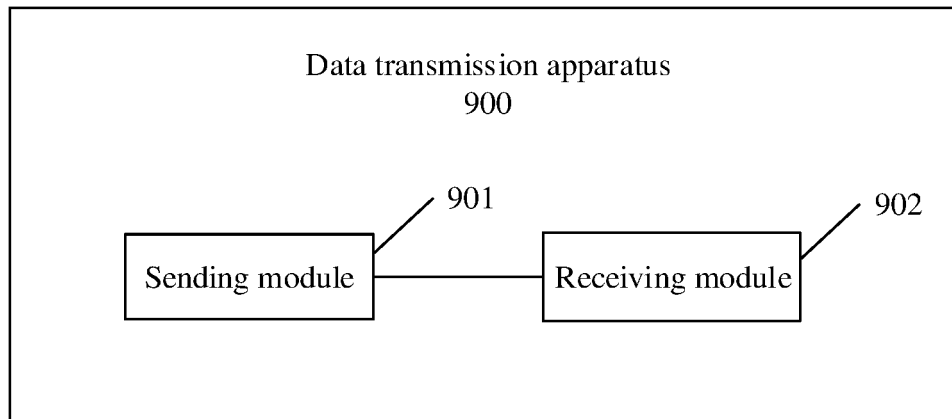 Data transmission apparatus
900
901
902
Sending module
Receiving module